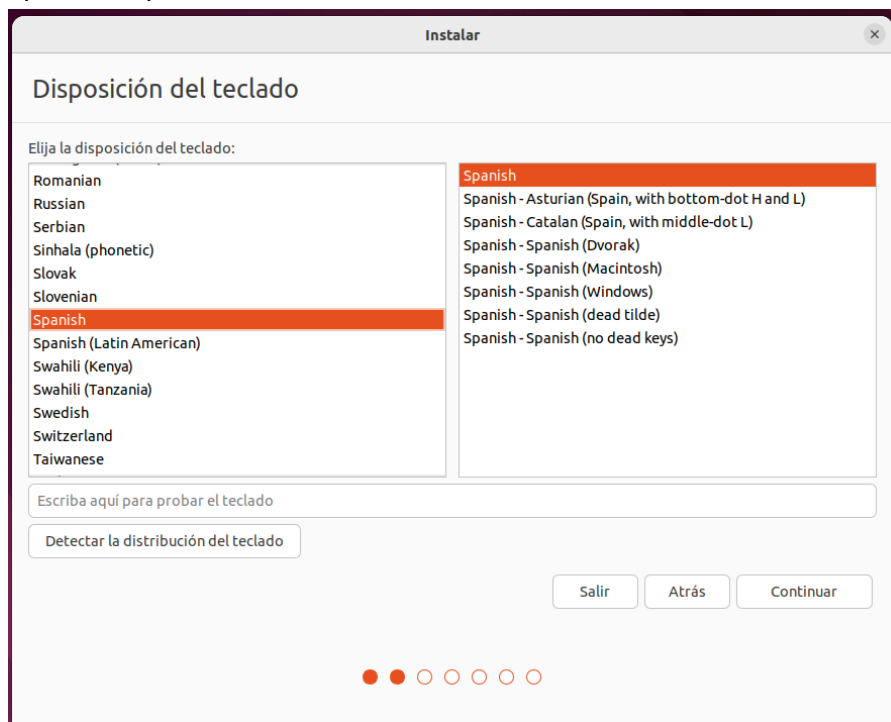 Instalar
Disposición del teclado
Elija la disposición del teclado:
Romanian
Russian
Serbian
Sinhala (phonetic)
Slovak
Slovenian
Spanish
Spanish (Latin American)
Swahili (Kenya)
Swahili (Tanzania)
Swedish
Switzerland
Taiwanese
Spanish
Spanish - Asturian (Spain, with bottom-dot H and L)
Spanish - Catalan (Spain, with middle-dot L)
Spanish - Spanish (Dvorak)
Spanish - Spanish (Macintosh)
Spanish - Spanish (Windows)
Spanish - Spanish (dead tilde)
Spanish - Spanish (no dead keys)
Escriba aquí para probar el teclado
Detectar la distribución del teclado
Salir Atrás Continuar